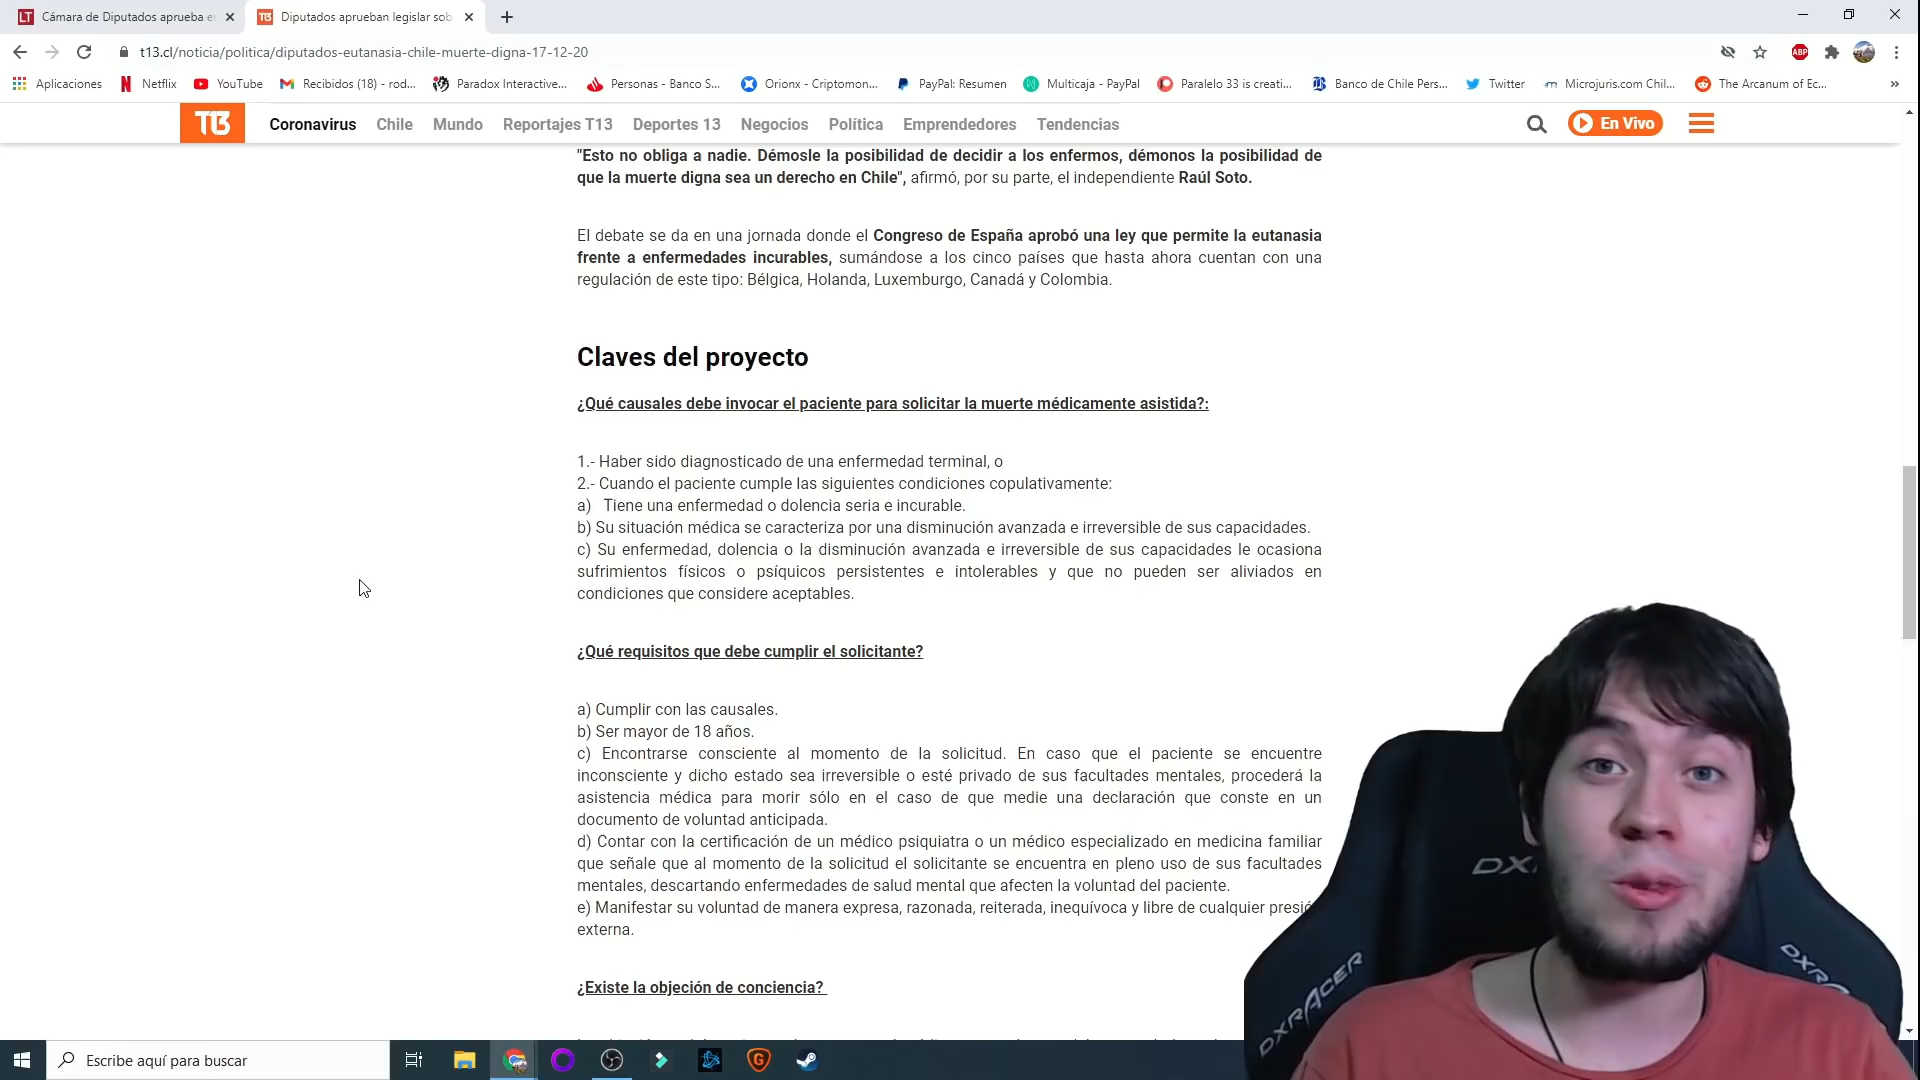 LT Cámara de Diputados aprueba e
T13 Diputados aprueban legislar sob
t13.cl/noticia/politica/diputados-eutanasia-chile-muerte-digna-17-12-20
ABP
Aplicaciones Netflix YouTube Recibidos (18) - rod... Paradox Interactive... Personas - Banco S... Orionx - Criptomon... PayPal: Resumen Multicaja - PayPal Paralelo 33 is creati... Banco de Chile Pers... Twitter Microjuris.com Chil... The Arcanum of Ec... »
T13 Coronavirus Chile Mundo Reportajes T13 Deportes 13 Negocios Política Emprendedores Tendencias En Vivo
"Esto no obliga a nadie. Démosle la posibilidad de decidir a los enfermos, démonos la posibilidad de
que la muerte digna sea un derecho en Chile", afirmó, por su parte, el independiente Raúl Soto.
El debate se da en una jornada donde el Congreso de España aprobó una ley que permite la eutanasia
frente a enfermedades incurables, sumándose a los cinco países que hasta ahora cuentan con una
regulación de este tipo: Bélgica, Holanda, Luxemburgo, Canadá y Colombia.
Claves del proyecto
¿Qué causales debe invocar el paciente para solicitar la muerte médicamente asistida?:
1.- Haber sido diagnosticado de una enfermedad terminal, o
2.- Cuando el paciente cumple las siguientes condiciones copulativamente:
a) Tiene una enfermedad o dolencia seria e incurable.
b) Su situación médica se caracteriza por una disminución avanzada e irreversible de sus capacidades.
c) Su enfermedad, dolencia o la disminución avanzada e irreversible de sus capacidades le ocasiona
sufrimientos físicos o psíquicos persistentes e intolerables y que no pueden ser aliviados en
condiciones que considere aceptables.
¿Qué requisitos que debe cumplir el solicitante?
a) Cumplir con las causales.
b) Ser mayor de 18 años.
c) Encontrarse consciente al momento de la solicitud. En caso que el paciente se encuentre
inconsciente y dicho estado sea irreversible o esté privado de sus facultades mentales, procederá la
asistencia médica para morir sólo en el caso de que medie una declaración que conste en un
documento de voluntad anticipada.
d) Contar con la certificación de un médico psiquiatra o un médico especializado en medicina familiar
que señale que al momento de la solicitud el solicitante se encuentra en pleno uso de sus facultades
mentales, descartando enfermedades de salud mental que afecten la voluntad del paciente.
e) Manifestar su voluntad de manera expresa, razonada, reiterada, inequívoca y libre de cualquier presió
externa.
¿Existe la objeción de conciencia?
DXRACER
DXR
Escribe aquí para buscar